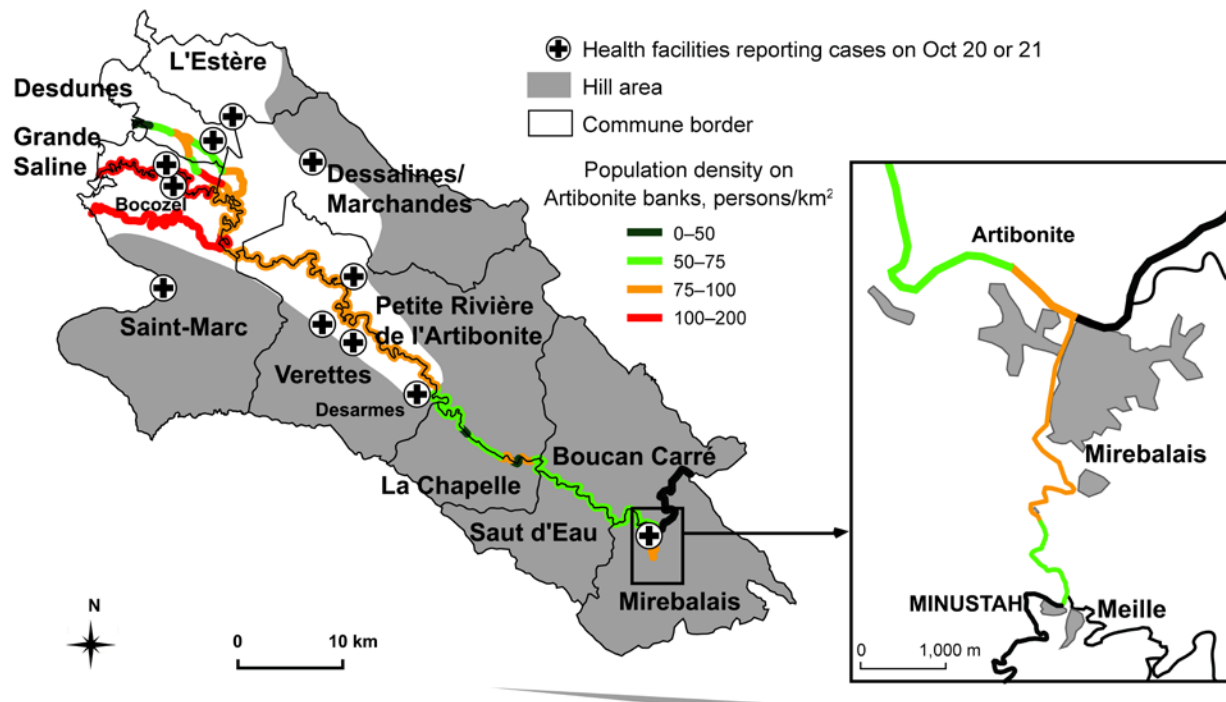 L'Estère
Desdunes
Grande
Saline
Bocozel
Dessalines/
Marchandes
Saint-Marc
Petite Rivière
de l'Artibonite
Verettes
Desarmes
La Chapelle
Boucan Carré
Saut d'Eau
Mirebalais
N
0 10 km
Health facilities reporting cases on Oct 20 or 21
Hill area
Commune border
Population density on
Artibonite banks, persons/km²
0–50
50–75
75–100
100–200
Artibonite
Mirebalais
MINUSTAH
Meille
0 1,000 m